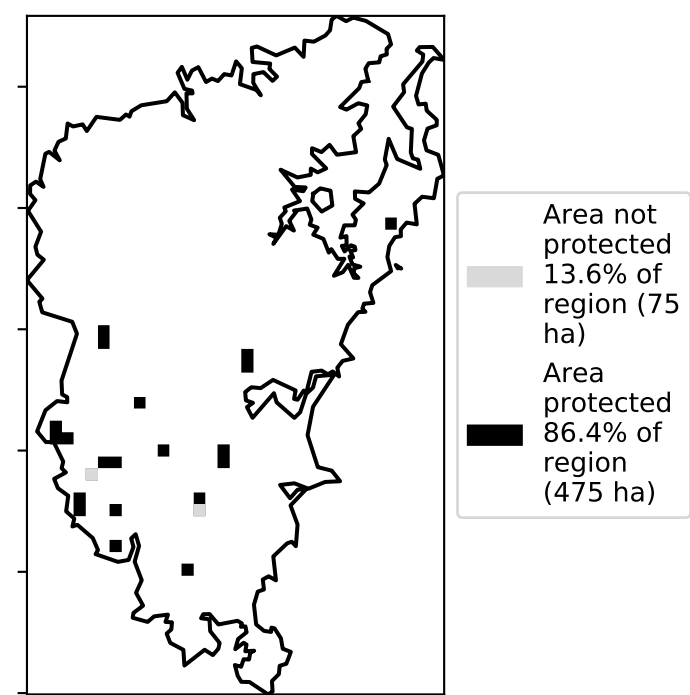 Area not
protected
13.6% of
region (75
ha)
Area
protected
86.4% of
region
(475 ha)